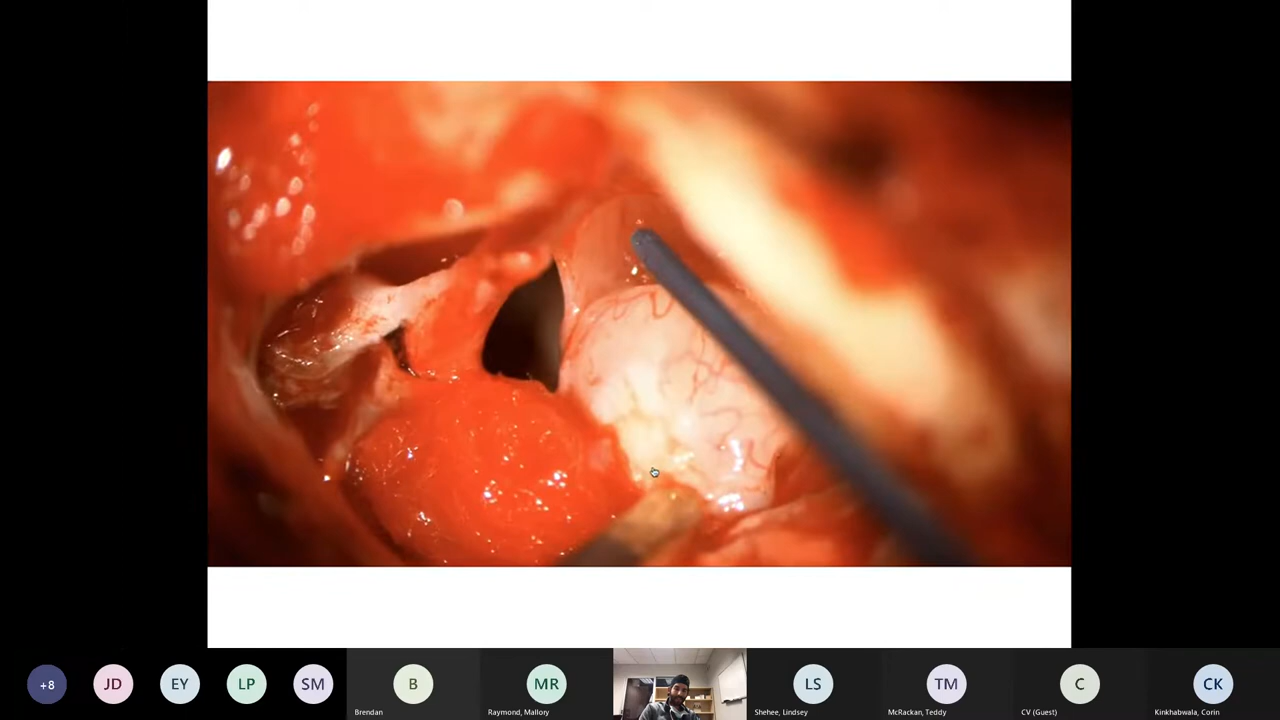 +8
JD
EY
LP
SM
B
Brendan
MR
Raymond, Mallory
LS
Shehee, Lindsey
TM
McRackan, Teddy
C
CV (Guest)
CK
Kinkhabwala, Corin